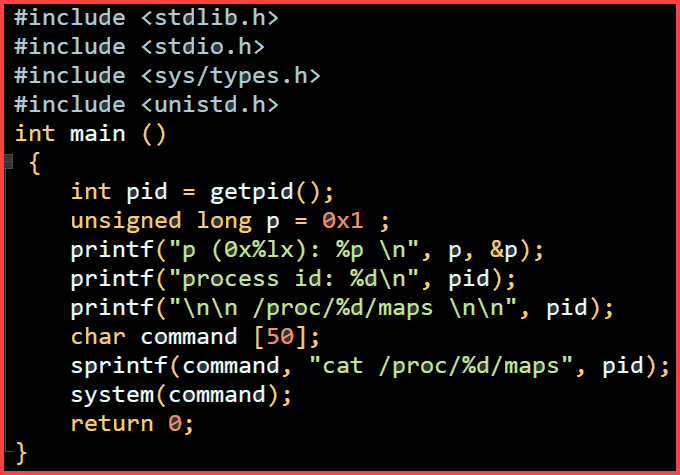 #include <stdlib.h>
#include <stdio.h>
#include <sys/types.h>
#include <unistd.h>
int main ()
{
int pid = getpid();
unsigned long p = 0x1 ;
printf("p (0x%lx): %p \n", p, &p);
printf("process id: %d\n", pid);
printf("\n\n /proc/%d/maps \n\n", pid);
char command [50];
sprintf(command, "cat /proc/%d/maps", pid);
system(command);
return 0;
}